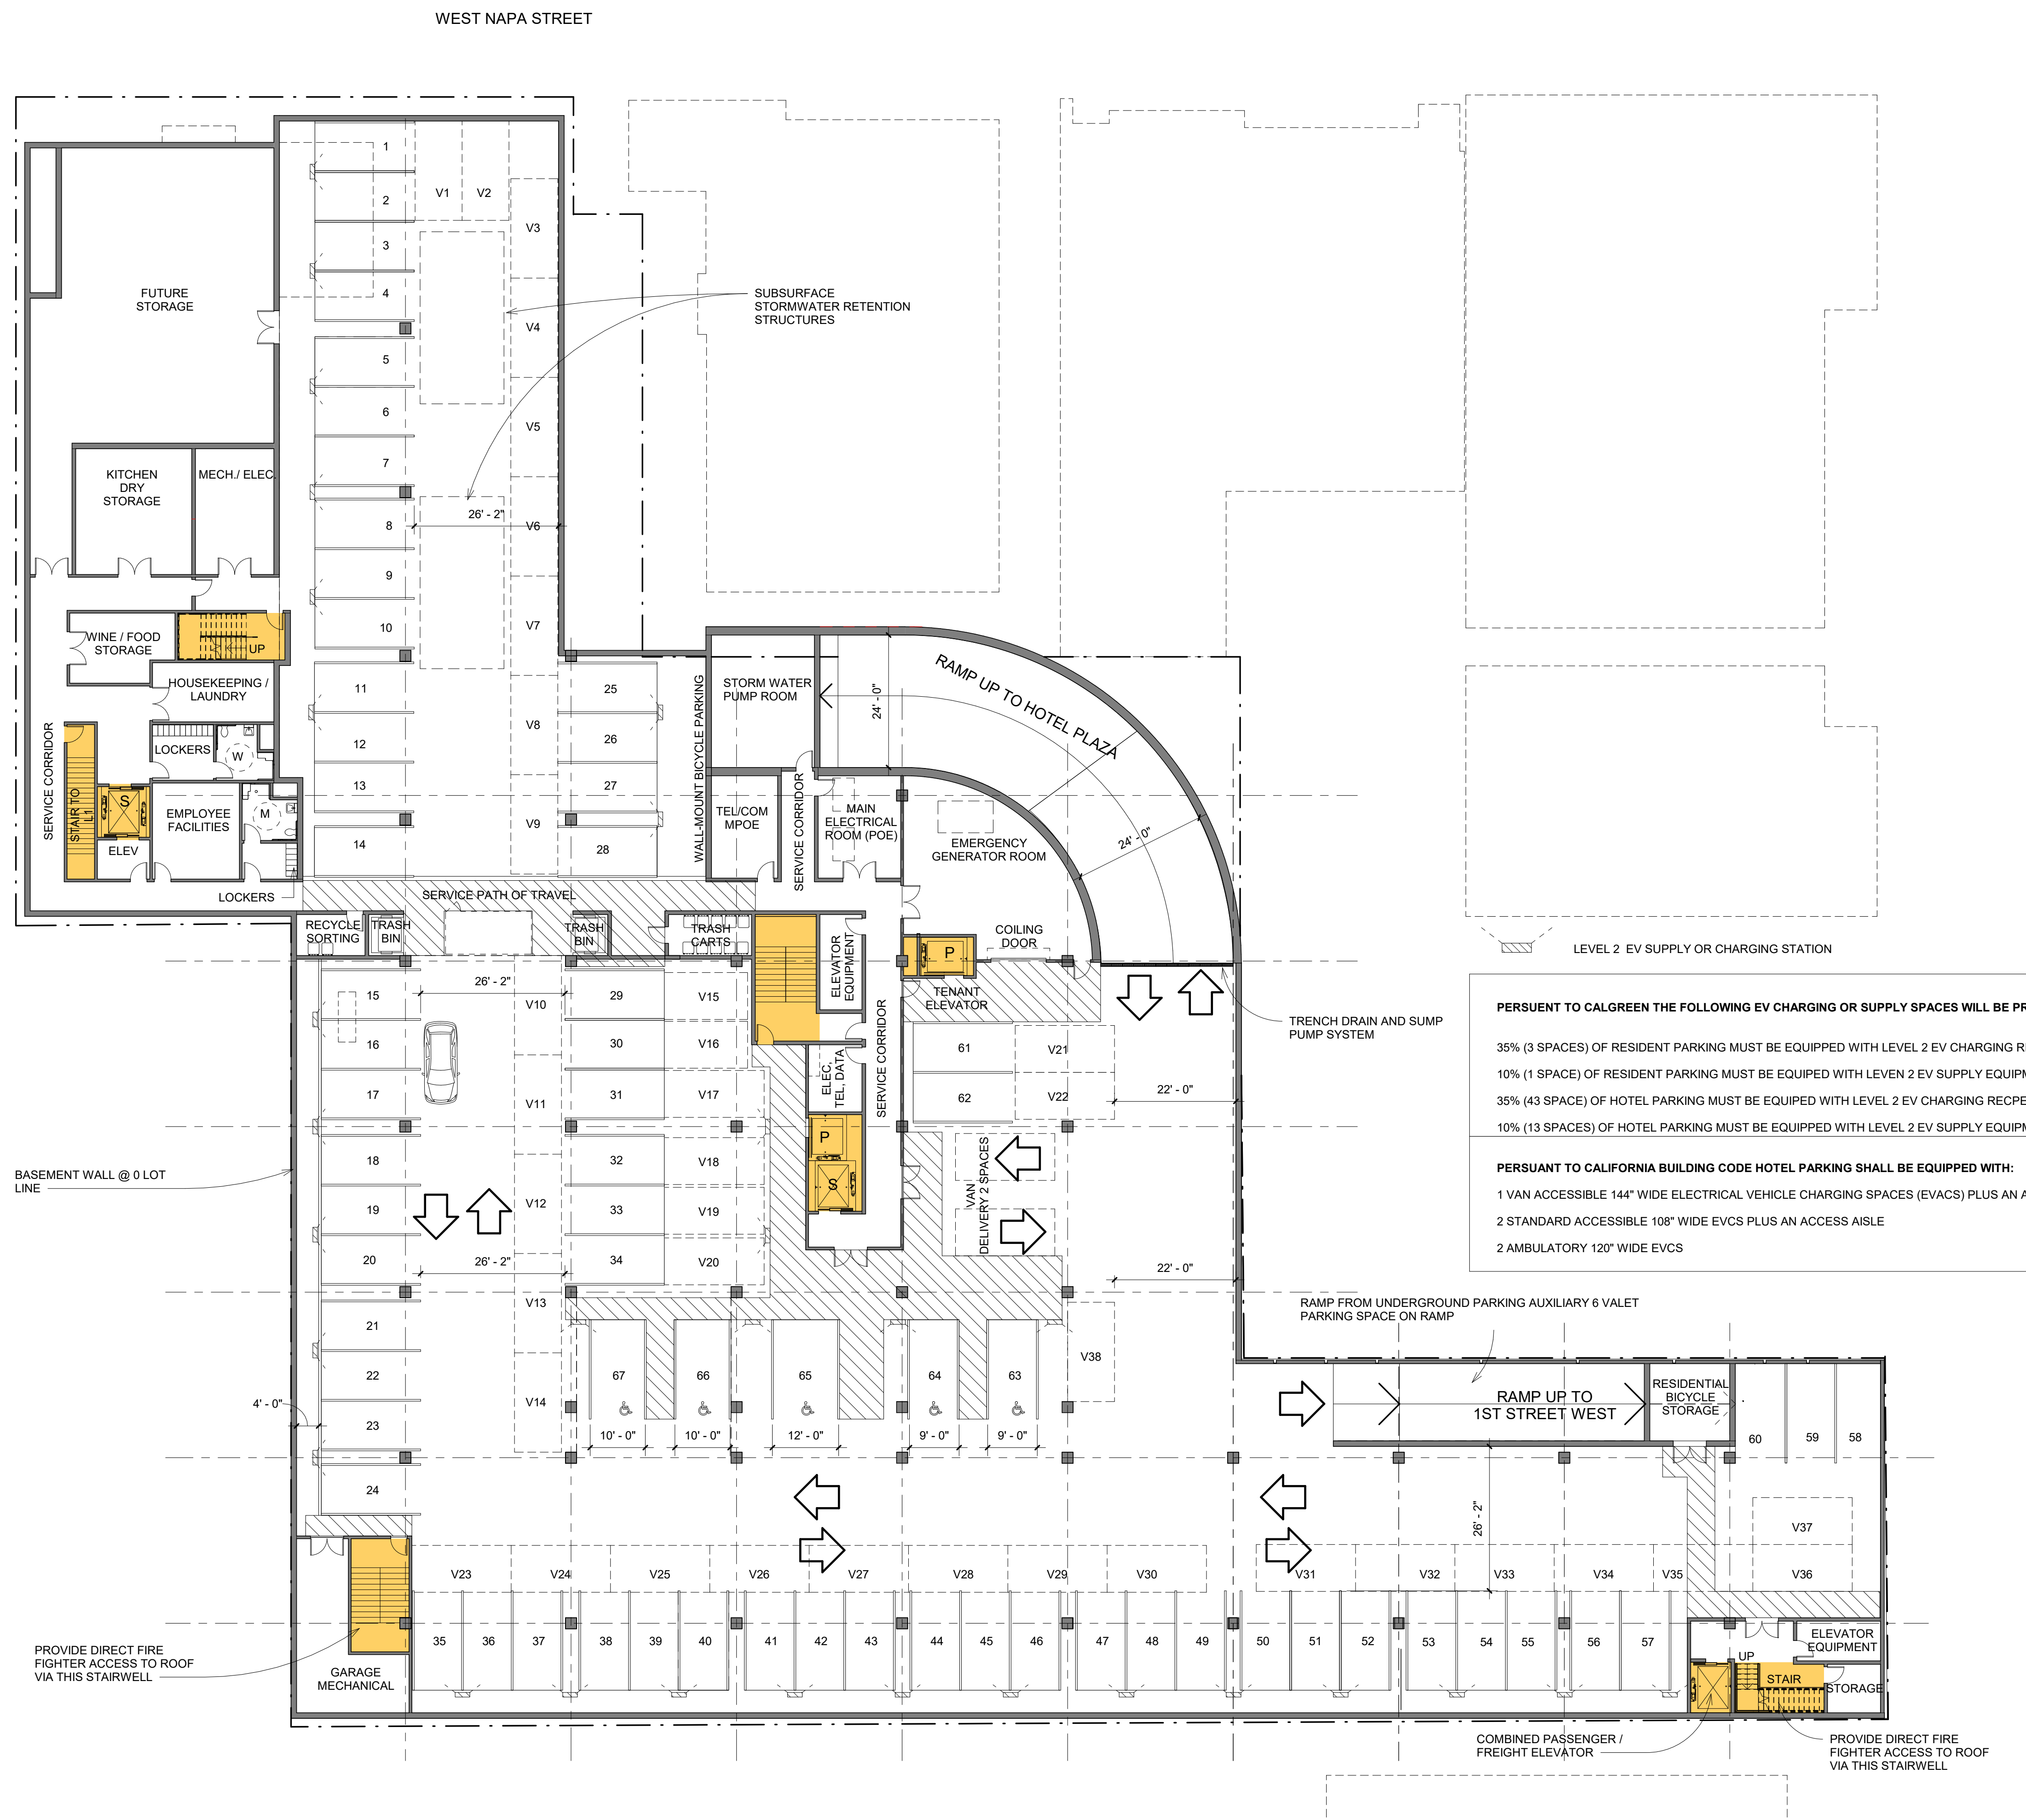 WEST NAPA STREET
1
2
3
4
5
6
7
8
9
10
11
12
13
14
V1
V2
V3
V4
V5
V6
V7
V8
V9
FUTURE
STORAGE
SUBSURFACE
STORMWATER RETENTION
STRUCTURES
KITCHEN
DRY
STORAGE
MECH./ ELEC.
26' - 2"
WINE / FOOD
STORAGE
UP
HOUSEKEEPING /
LAUNDRY
SERVICE CORRIDOR
LOCKERS
W
STAIR TO
L1
S
ELEV
EMPLOYEE
FACILITIES
M
LOCKERS
25
26
27
28
WALL-MOUNT BICYCLE PARKING
STORM WATER
PUMP ROOM
24' - 0"
RAMP UP TO HOTEL PLAZA
24' - 0"
TEL/COM
MPOE
SERVICE CORRIDOR
MAIN
ELECTRICAL
ROOM (POE)
EMERGENCY
GENERATOR ROOM
SERVICE PATH OF TRAVEL
RECYCLE
SORTING
TRASH
BIN
TRASH
BIN
TRASH
CARTS
ELEVATOR
EQUIPMENT
P
COILING
DOOR
TENANT
ELEVATOR
SERVICE CORRIDOR
LEVEL 2 EV SUPPLY OR CHARGING STATION
PERSUENT TO CALGREEN THE FOLLOWING EV CHARGING OR SUPPLY SPACES WILL BE PR
35% (3 SPACES) OF RESIDENT PARKING MUST BE EQUIPPED WITH LEVEL 2 EV CHARGING R
10% (1 SPACE) OF RESIDENT PARKING MUST BE EQUIPED WITH LEVEN 2 EV SUPPLY EQUIPM
35% (43 SPACE) OF HOTEL PARKING MUST BE EQUIPED WITH LEVEL 2 EV CHARGING RECPE
10% (13 SPACES) OF HOTEL PARKING MUST BE EQUIPPED WITH LEVEL 2 EV SUPPLY EQUIPM
PERSUANT TO CALIFORNIA BUILDING CODE HOTEL PARKING SHALL BE EQUIPPED WITH:
1 VAN ACCESSIBLE 144" WIDE ELECTRICAL VEHICLE CHARGING SPACES (EVACS) PLUS AN A
2 STANDARD ACCESSIBLE 108" WIDE EVCS PLUS AN ACCESS AISLE
2 AMBULATORY 120" WIDE EVCS
TRENCH DRAIN AND SUMP
PUMP SYSTEM
15
16
17
18
19
20
21
22
23
24
26' - 2"
26' - 2"
V10
V11
V12
V13
V14
29
30
31
32
33
34
V15
V16
V17
V18
V19
V20
ELEC,
TEL, DATA
P
S
61
62
V21
V22
22' - 0"
22' - 0"
VAN
DELIVERY 2 SPACES
BASEMENT WALL @ 0 LOT
LINE
RAMP FROM UNDERGROUND PARKING AUXILIARY 6 VALET
PARKING SPACE ON RAMP
67
66
65
64
63
V38
10' - 0"
10' - 0"
12' - 0"
9' - 0"
9' - 0"
4' - 0"
RAMP UP TO
1ST STREET WEST
RESIDENTIAL
BICYCLE
STORAGE
60
59
58
26' - 2"
V37
V23
V24
V25
V26
V27
V28
V29
V30
V31
V32
V33
V34
V35
V36
35
36
37
38
39
40
41
42
43
44
45
46
47
48
49
50
51
52
53
54
55
56
57
PROVIDE DIRECT FIRE
FIGHTER ACCESS TO ROOF
VIA THIS STAIRWELL
GARAGE
MECHANICAL
ELEVATOR
EQUIPMENT
UP
STAIR
STORAGE
COMBINED PASSENGER /
FREIGHT ELEVATOR
PROVIDE DIRECT FIRE
FIGHTER ACCESS TO ROOF
VIA THIS STAIRWELL